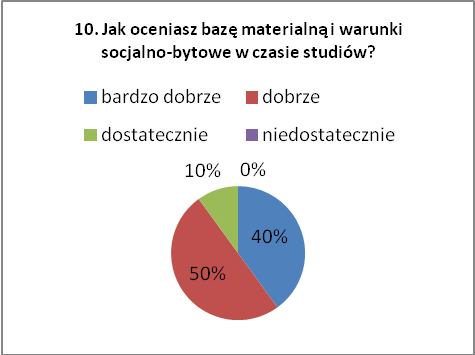 10. Jak oceniasz bazę materialną i warunki
socjalno-bytowe w czasie studiów?
bardzo dobrze dobrze
dostatecznie niedostatecznie
10% 0%
40%
50%